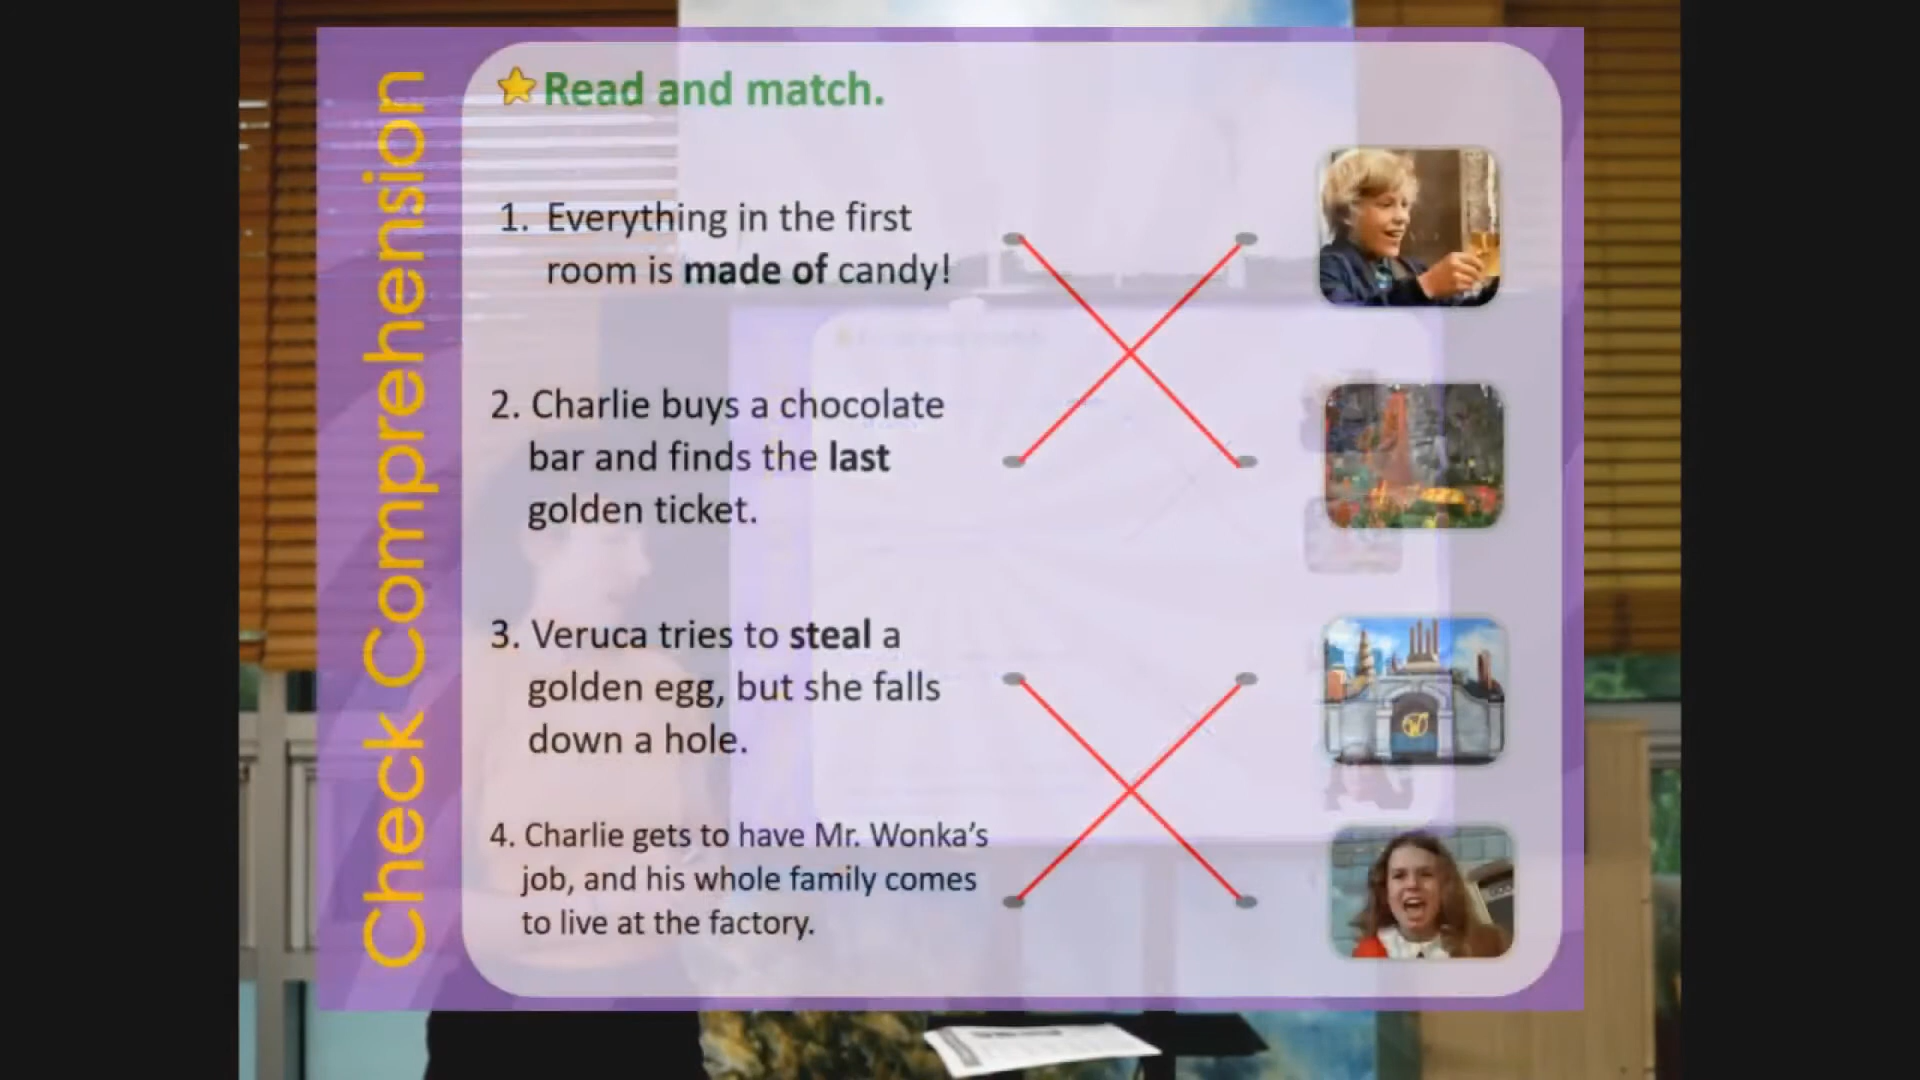 Check Comprehension
Read and match.
1. Everything in the first
room is made of candy!
2. Charlie buys a chocolate
bar and finds the last
golden ticket.
3. Veruca tries to steal a
golden egg, but she falls
down a hole.
4. Charlie gets to have Mr. Wonka's
job, and his whole family comes
to live at the factory.